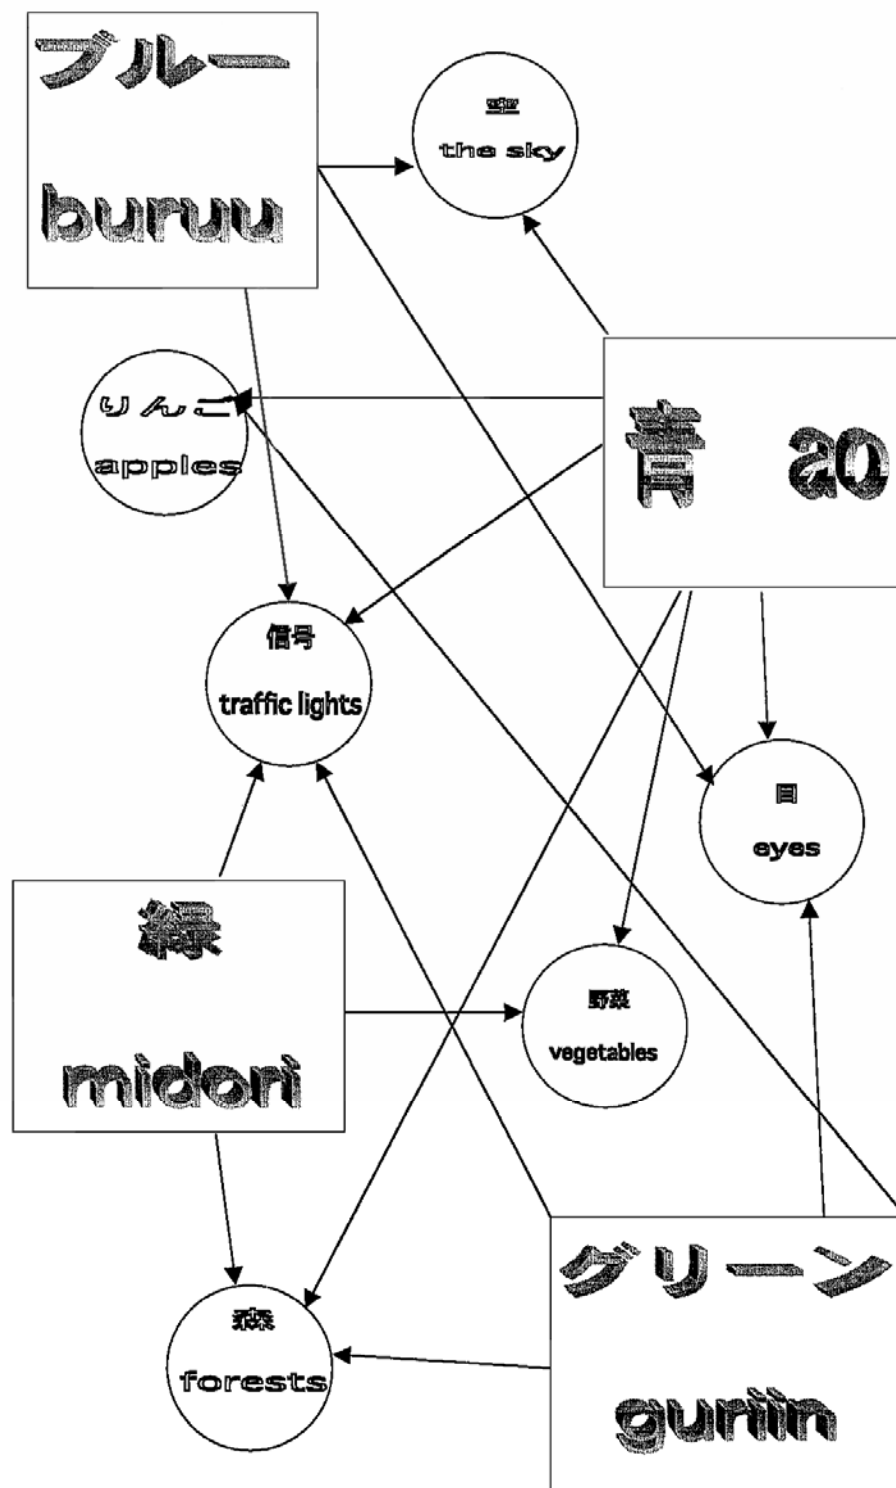 ブルー
buruu
空
the sky
りんご
apples
青 ao
信号
traffic lights
目
eyes
緑
midori
野菜
vegetables
グリーン
guriin
森
forests